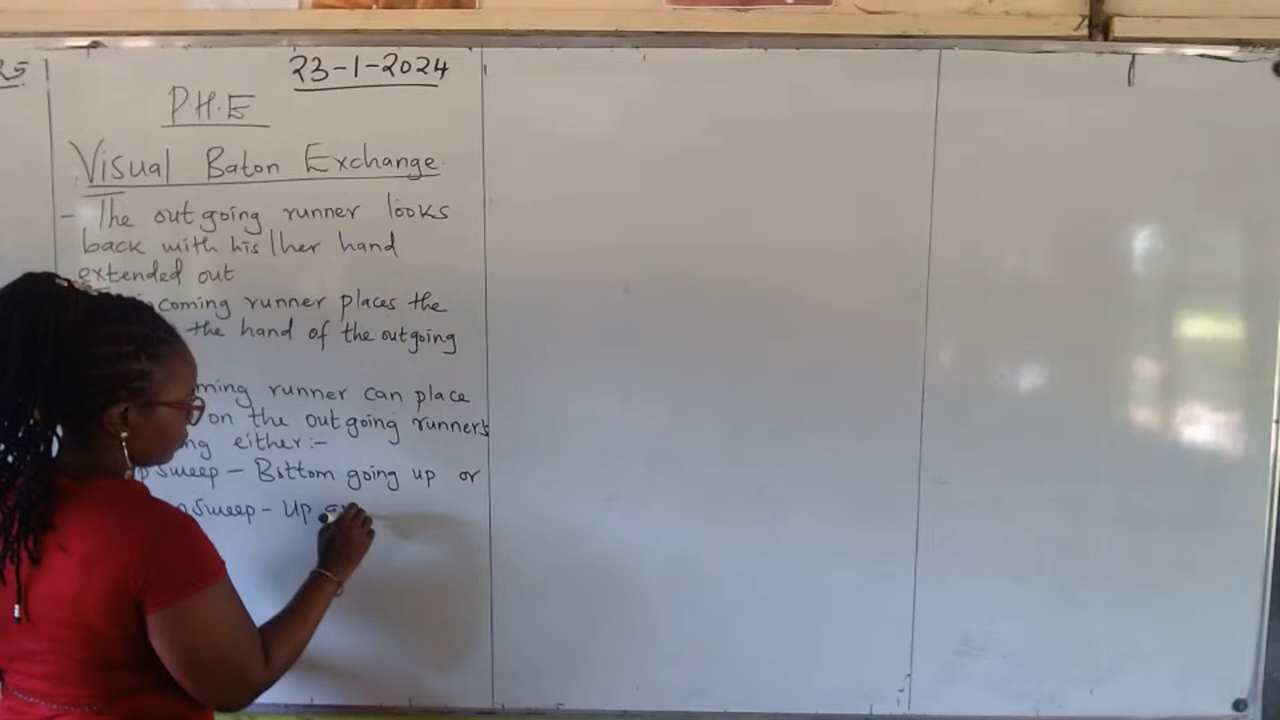 23-1-2024
P.H.E
Visual Baton Exchange.
- The outgoing runner looks
back with his/her hand
extended out
coming runner places the
the hand of the outgoing
runner can place
on the outgoing runner's
either:-
sweep - Bottom going up or
sweep - Up